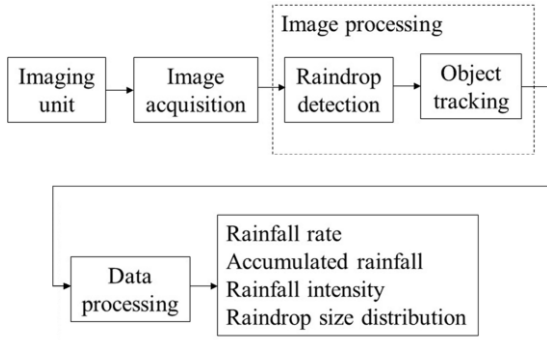 Image processing
Imaging
unit
Image
acquisition
Raindrop
detection
Object
tracking
Data
processing
Rainfall rate
Accumulated rainfall
Rainfall intensity
Raindrop size distribution